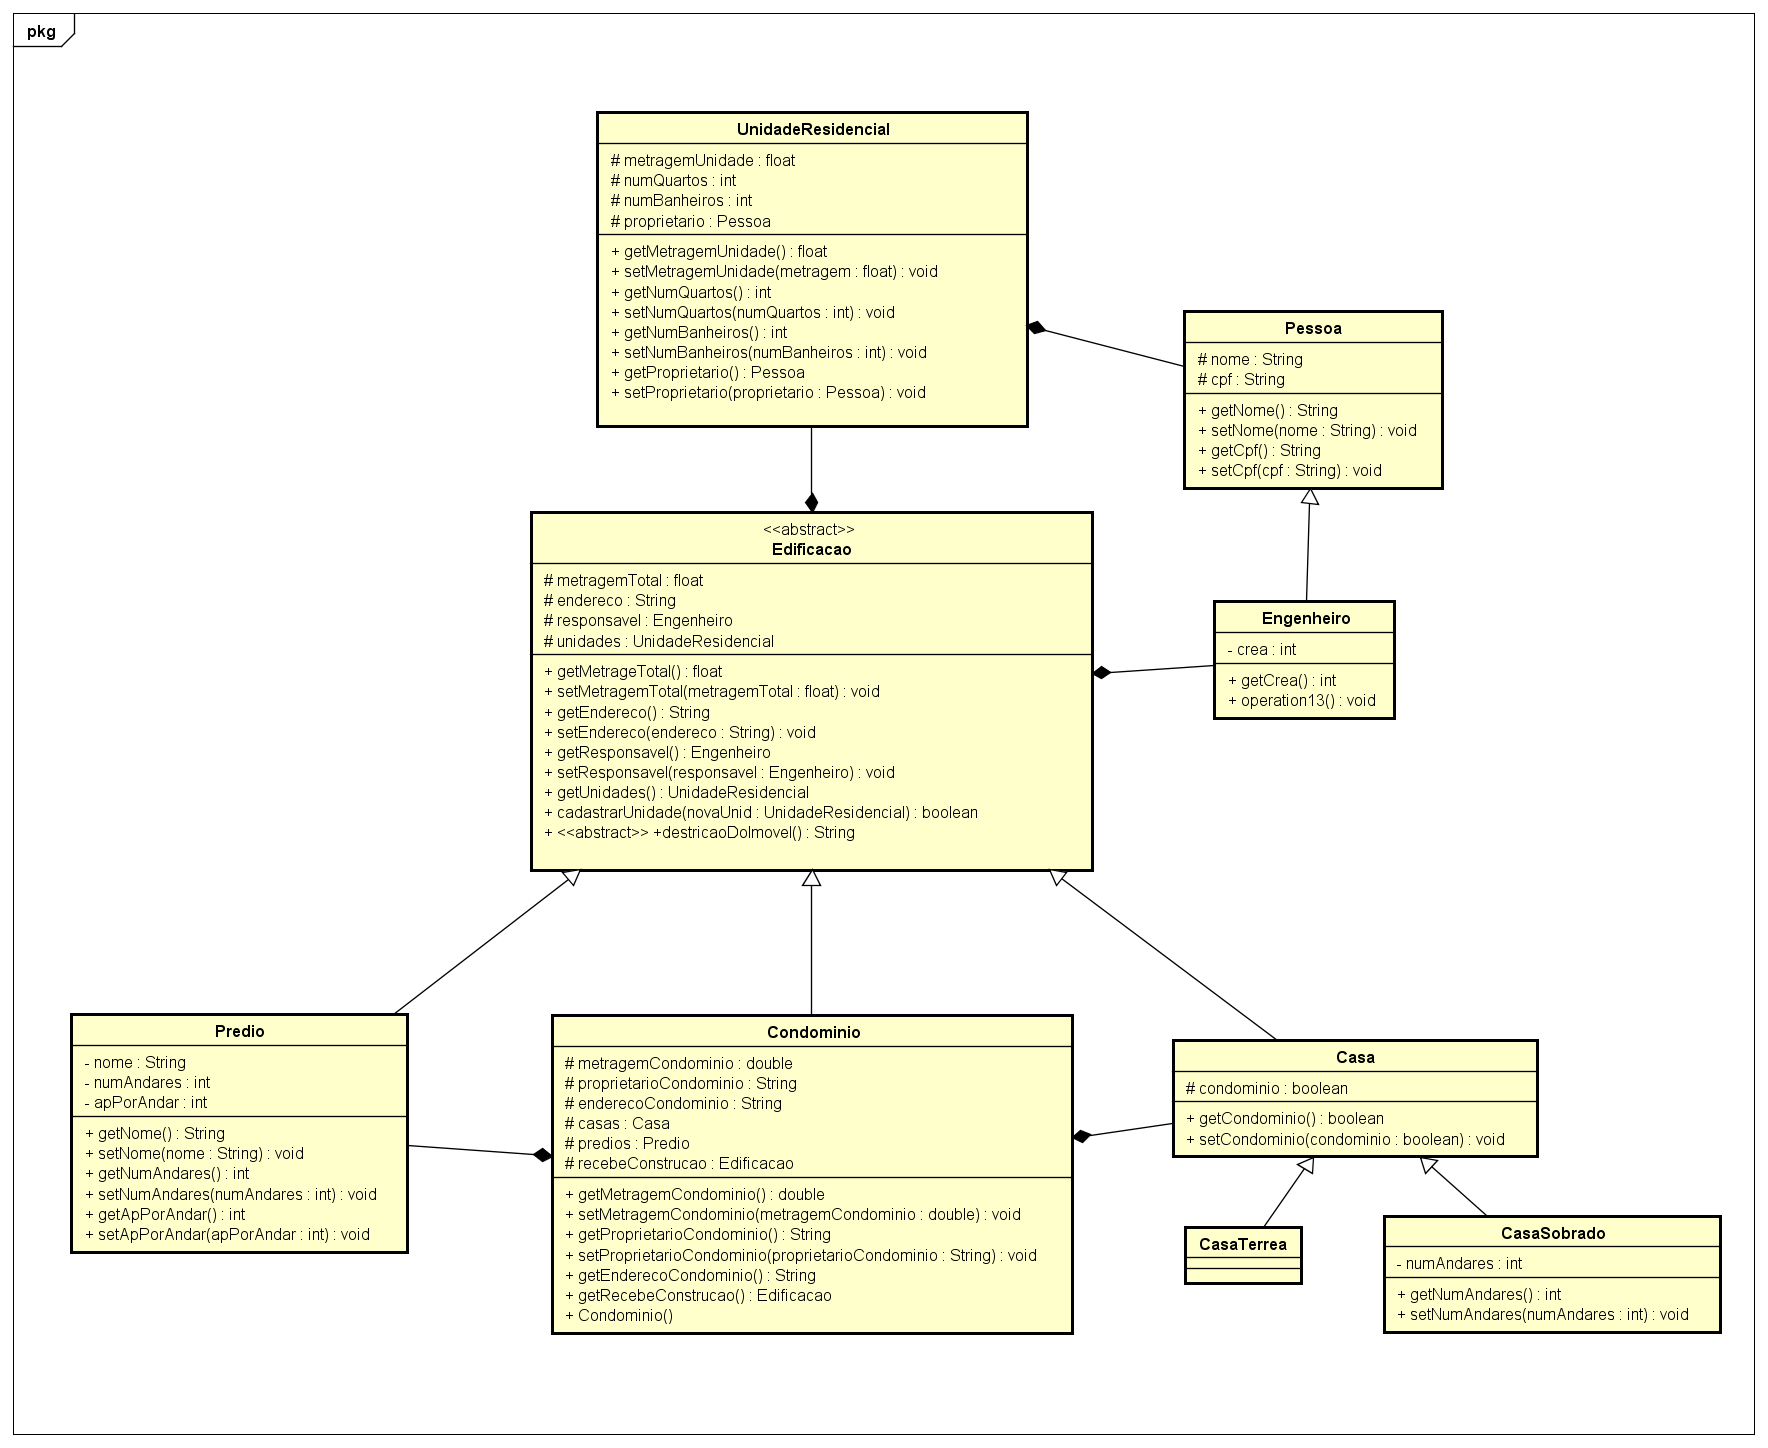 pkg
UnidadeResidencial
# metragemUnidade : float
# numQuartos : int
# numBanheiros : int
# proprietario : Pessoa
+ getMetragemUnidade() : float
+ setMetragemUnidade(metragem : float) : void
+ getNumQuartos() : int
+ setNumQuartos(numQuartos : int) : void
+ getNumBanheiros() : int
+ setNumBanheiros(numBanheiros : int) : void
+ getProprietario() : Pessoa
+ setProprietario(proprietario : Pessoa) : void
Pessoa
# nome : String
# cpf : String
+ getNome() : String
+ setNome(nome : String) : void
+ getCpf() : String
+ setCpf(cpf : String) : void
<<abstract>>
Edificacao
# metragemTotal : float
# endereco : String
# responsavel : Engenheiro
# unidades : UnidadeResidencial
+ getMetrageTotal() : float
+ setMetragemTotal(metragemTotal : float) : void
+ getEndereco() : String
+ setEndereco(endereco : String) : void
+ getResponsavel() : Engenheiro
+ setResponsavel(responsavel : Engenheiro) : void
+ getUnidades() : UnidadeResidencial
+ cadastrarUnidade(novaUnid : UnidadeResidencial) : boolean
+ <<abstract>> +destricaoDoImovel() : String
Engenheiro
- crea : int
+ getCrea() : int
+ operation13() : void
Predio
- nome : String
- numAndares : int
- apPorAndar : int
+ getNome() : String
+ setNome(nome : String) : void
+ getNumAndares() : int
+ setNumAndares(numAndares : int) : void
+ getApPorAndar() : int
+ setApPorAndar(apPorAndar : int) : void
Condominio
# metragemCondominio : double
# proprietarioCondominio : String
# enderecoCondominio : String
# casas : Casa
# predios : Predio
# recebeConstrucao : Edificacao
+ getMetragemCondominio() : double
+ setMetragemCondominio(metragemCondominio : double) : void
+ getProprietarioCondominio() : String
+ setProprietarioCondominio(proprietarioCondominio : String) : void
+ getEnderecoCondominio() : String
+ getRecebeConstrucao() : Edificacao
+ Condominio()
Casa
# condominio : boolean
+ getCondominio() : boolean
+ setCondominio(condominio : boolean) : void
CasaTerrea
CasaSobrado
- numAndares : int
+ getNumAndares() : int
+ setNumAndares(numAndares : int) : void